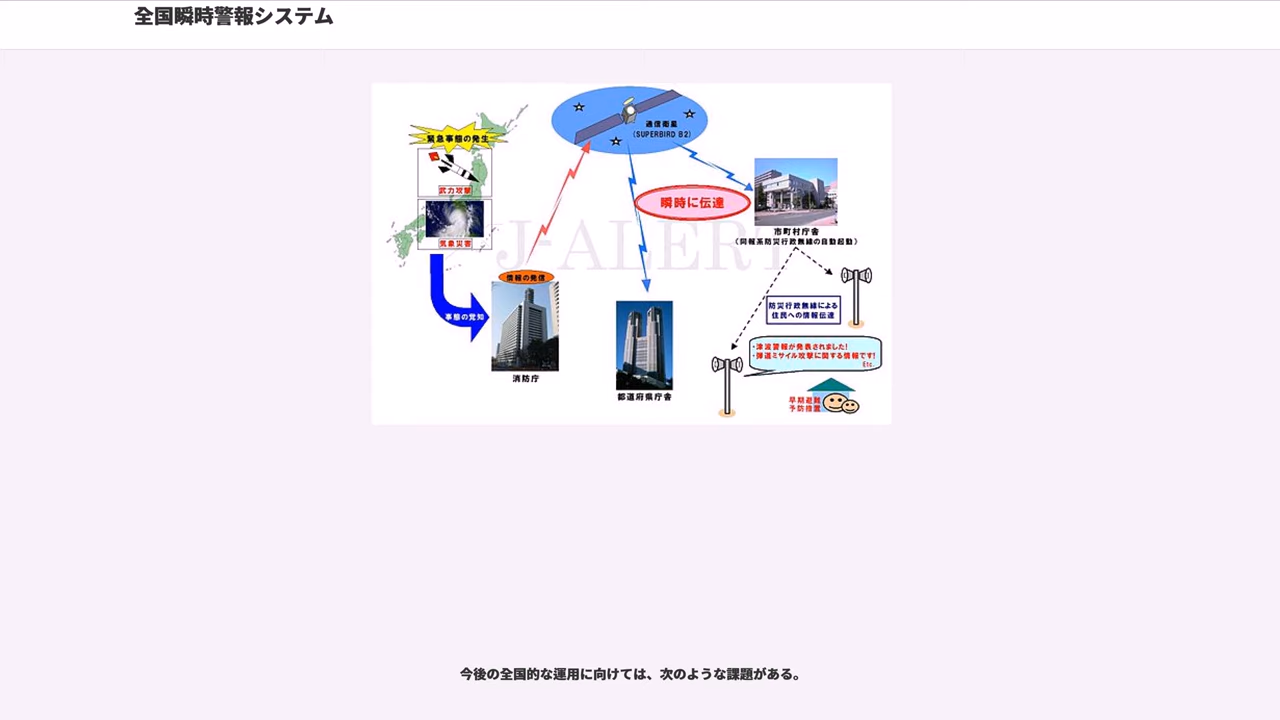 全国瞬時警報システム
緊急事態の発生
武力攻撃
気象災害
事態の覚知
情報の発信
消防庁
通信衛星
(SUPERBIRD B2)
瞬時に伝達
J-ALERT
都道府県庁舎
市町村庁舎
(同報系防災行政無線の自動起動)
防災行政無線による
住民への情報伝達
・津波警報が発表されました!
・弾道ミサイル攻撃に関する情報です!
Etc.
早期避難
予防措置
今後の全国的な運用に向けては、次のような課題がある。